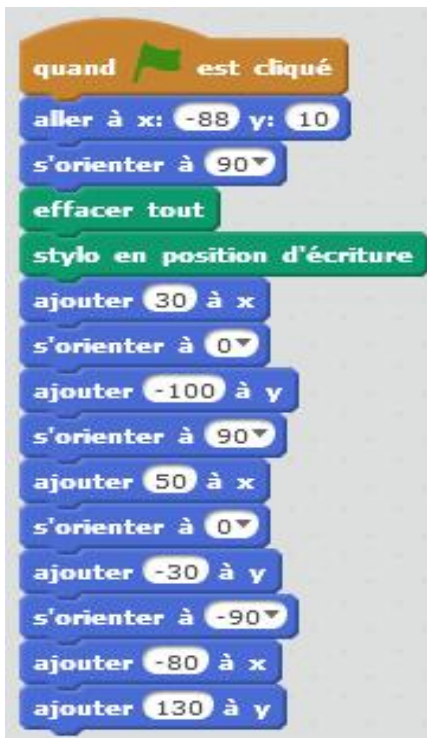 quand est cliqué
aller à x: -88 y: 10
s'orienter à 90
effacer tout
stylo en position d'écriture
ajouter 30 à x
s'orienter à 0
ajouter -100 à y
s'orienter à 90
ajouter 50 à x
s'orienter à 0
ajouter -30 à y
s'orienter à -90
ajouter -80 à x
ajouter 130 à y